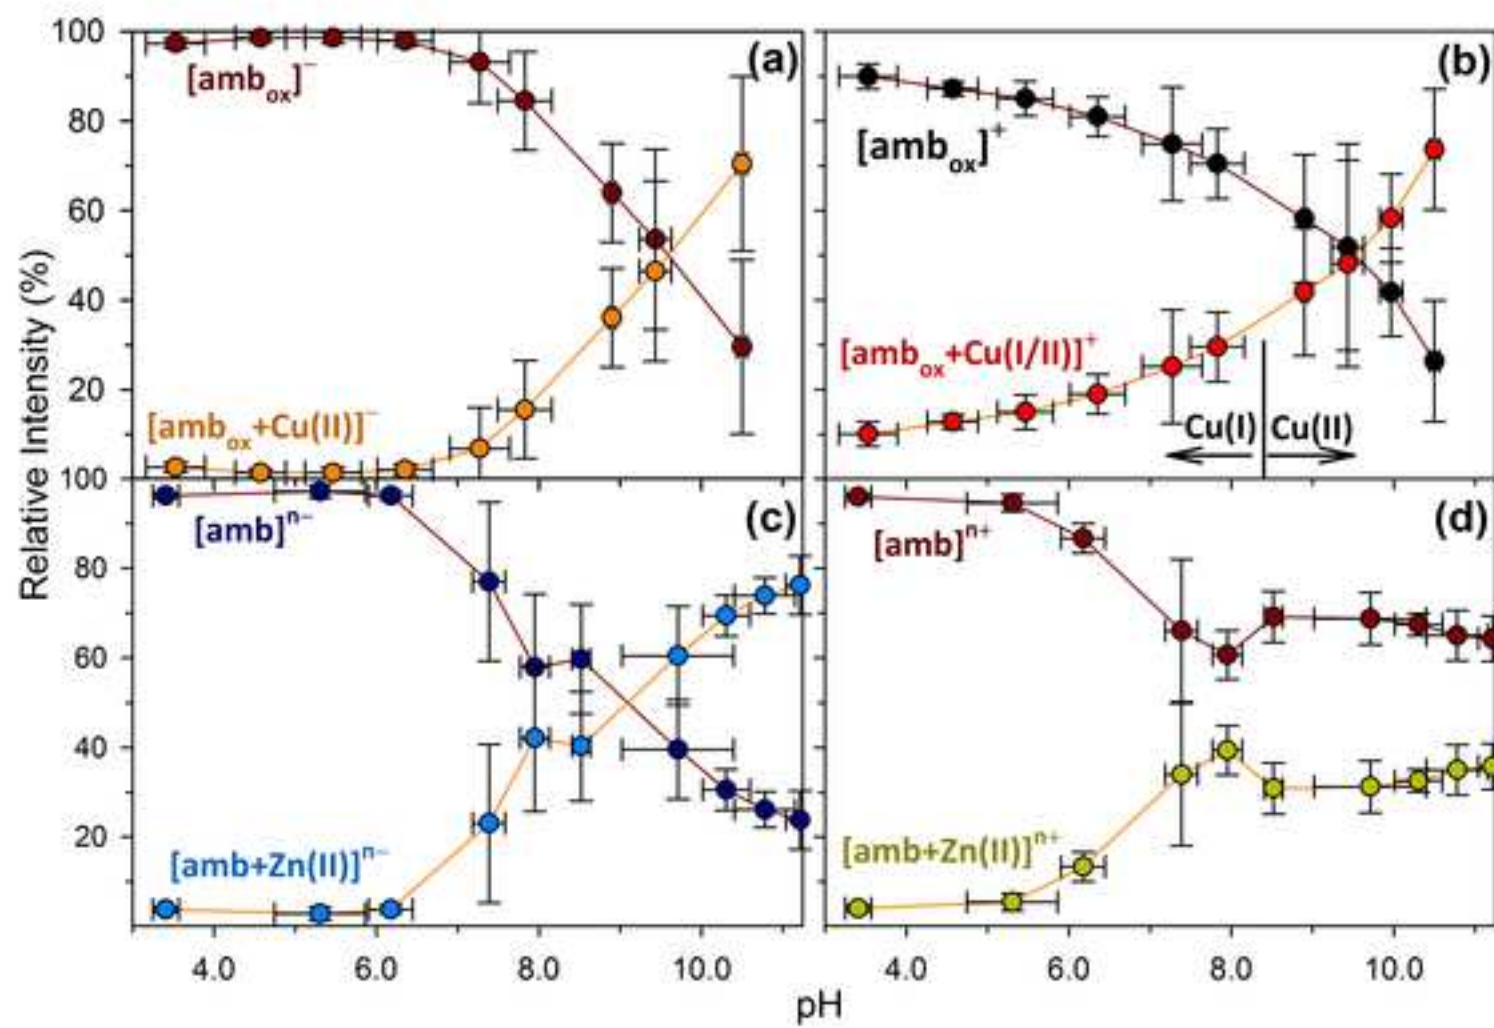 100
80
60
40
20
(a)
[amb_ox]⁻
[amb_ox+Cu(II)]⁻
(b)
[amb_ox]⁺
[amb_ox+Cu(I/II)]⁺
Cu(I) Cu(II)
Relative Intensity (%)
100
80
60
40
20
(c)
[amb]ⁿ⁻
[amb+Zn(II)]ⁿ⁻
(d)
[amb]ⁿ⁺
[amb+Zn(II)]ⁿ⁺
4.0 6.0 8.0 10.0 4.0 6.0 8.0 10.0
pH